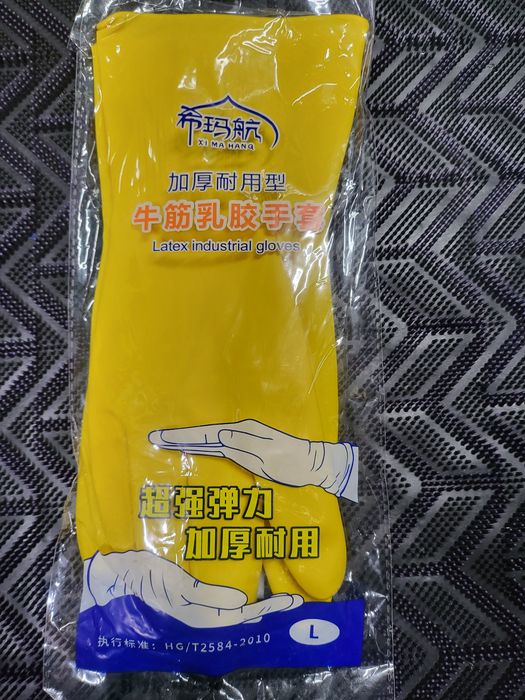 希玛航
XI MA HANG
加厚耐用型
牛筋乳胶手套
Latex industrial gloves
超强弹力
加厚耐用
执行标准：HG/T2584-2010
L